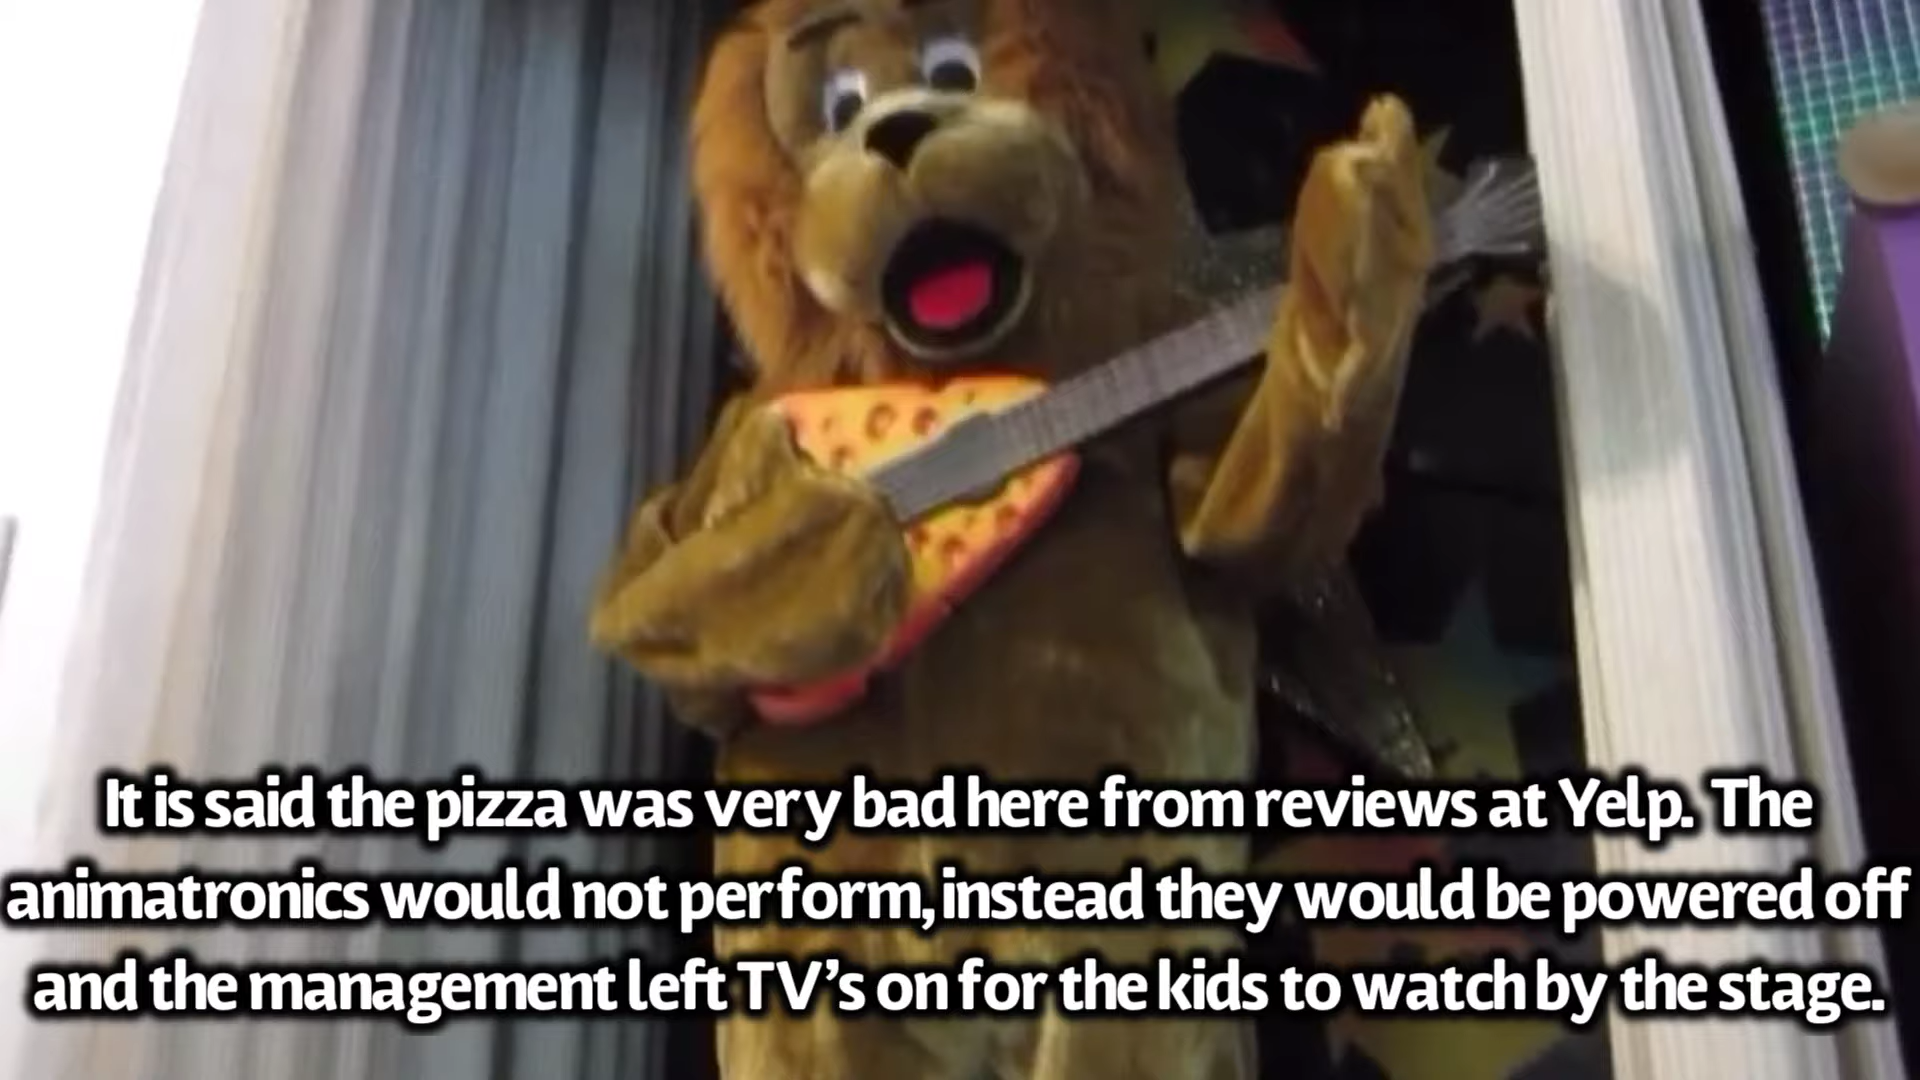 It is said the pizza was very bad here from reviews at Yelp. The
animatronics would not perform, instead they would be powered off
and the management left TV's on for the kids to watch by the stage.